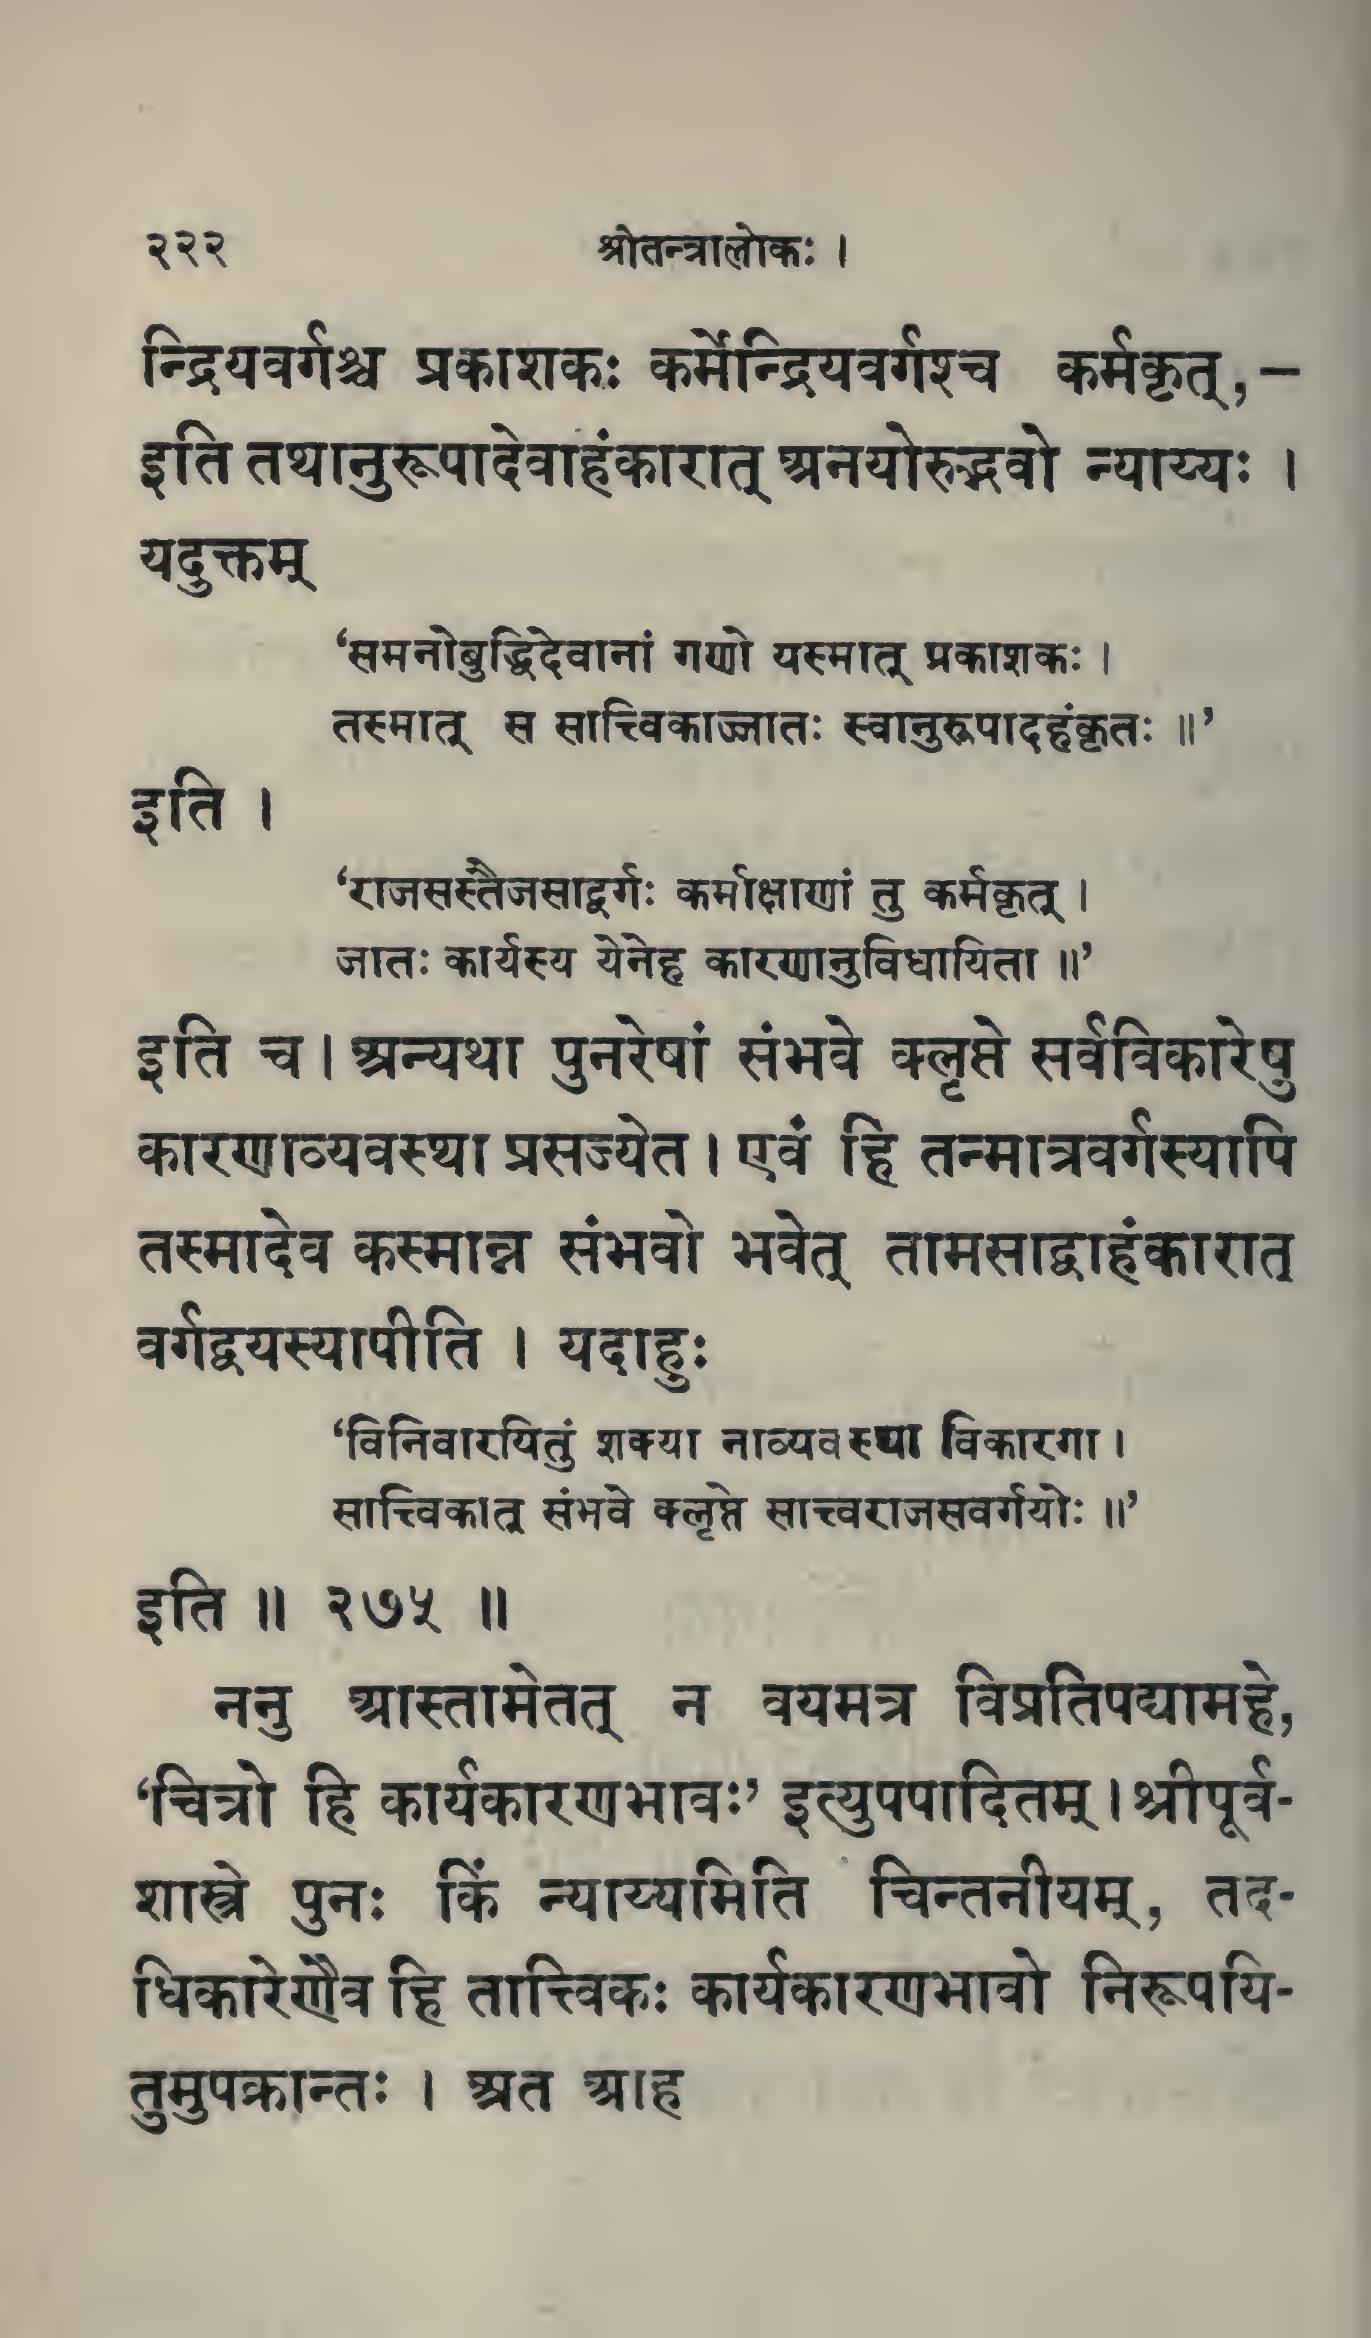 २२२ श्रीतन्त्रालोकः ।
न्द्रियवर्गश्च प्रकाशकः कर्मेन्द्रियवर्गश्च कर्मकृत्,—
इति तथानुरूपादेवाहंकारात् अनयोरुद्भवो न्याय्यः ।
यदुक्तम्
‘समनोबुद्धिदेवानां गणो यस्मात् प्रकाशकः ।
तस्मात् स सात्त्विकाज्जातः स्वानुरूपादहंकृतः ॥’
इति ।
‘राजसस्तैजसाद्वर्गः कर्माक्षाणां तु कर्मकृत् ।
जातः कार्यस्य येनेह कारणानुविधायिता ॥’
इति च । अन्यथा पुनरेषां संभवे क्लृप्ते सर्वविकारेषु
कारणाव्यवस्था प्रसज्येत । एवं हि तन्मात्रवर्गस्यापि
तस्मादेव कस्मान्न संभवो भवेत् तामसाद्वाहंकारात्
वर्गद्वयस्यापीति । यदाहुः
‘विनिवारयितुं शक्या नाव्यवस्था विकारगा ।
सात्त्विकात् संभवे क्लृप्ते सात्त्वराजसवर्गयोः ॥’
इति ॥ २७५ ॥
ननु आस्तामेतत् न वयमत्र विप्रतिपद्यामहे,
‘चित्रो हि कार्यकारणभावः’ इत्युपपादितम् । श्रीपूर्व-
शास्त्रे पुनः किं न्याय्यमिति चिन्तनीयम्, तद-
धिकारेणैव हि तात्त्विकः कार्यकारणभावो निरूपयि-
तुमुपक्रान्तः । अत आह